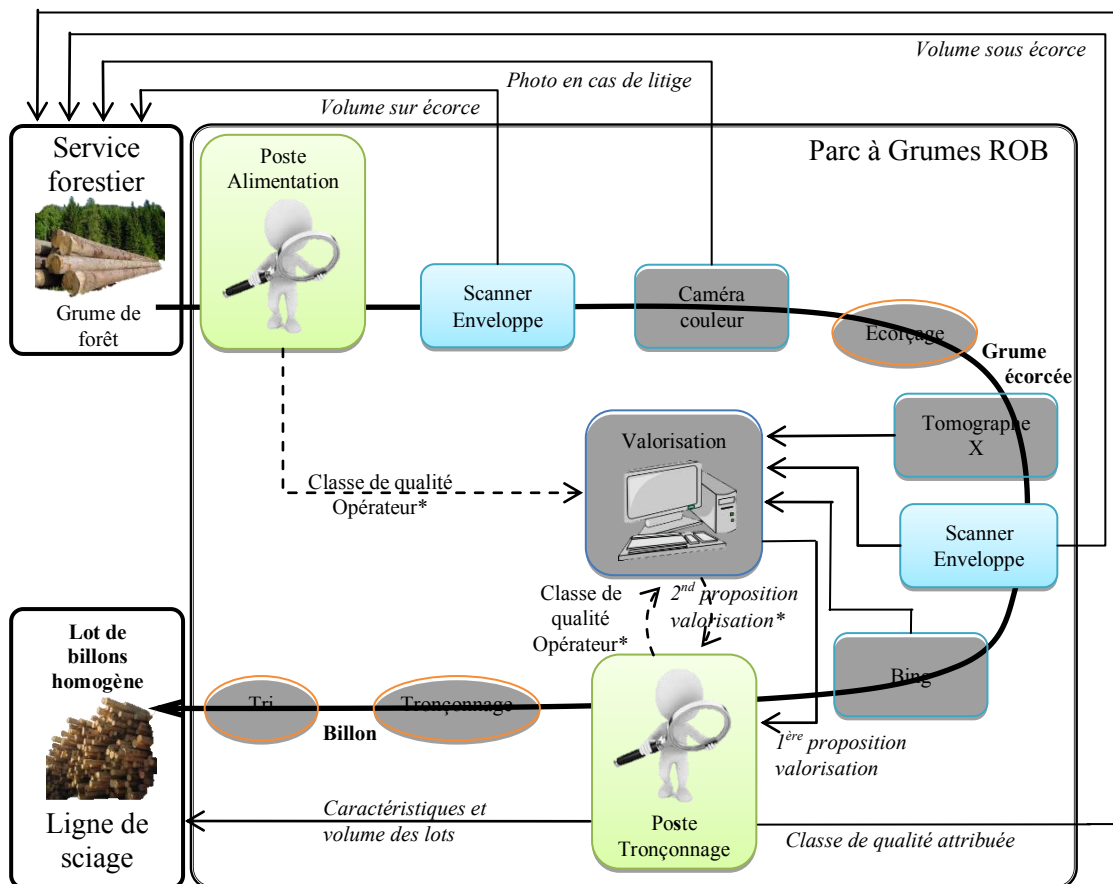 Volume sous écorce
Photo en cas de litige
Volume sur écorce
Service
forestier
Grume de
forêt
Parc à Grumes ROB
Poste
Alimentation
Scanner
Enveloppe
Caméra
couleur
Ecorçage
Grume
écorcée
Tomographe
X
Valorisation
Classe de qualité
Opérateur*
Scanner
Enveloppe
Classe de
qualité
Opérateur*
2nd proposition
valorisation*
Bing
Lot de
billons
homogène
Tri
Tronçonnage
Billon
1ère proposition
valorisation
Ligne de
sciage
Caractéristiques et
volume des lots
Poste
Tronçonnage
Classe de qualité attribuée